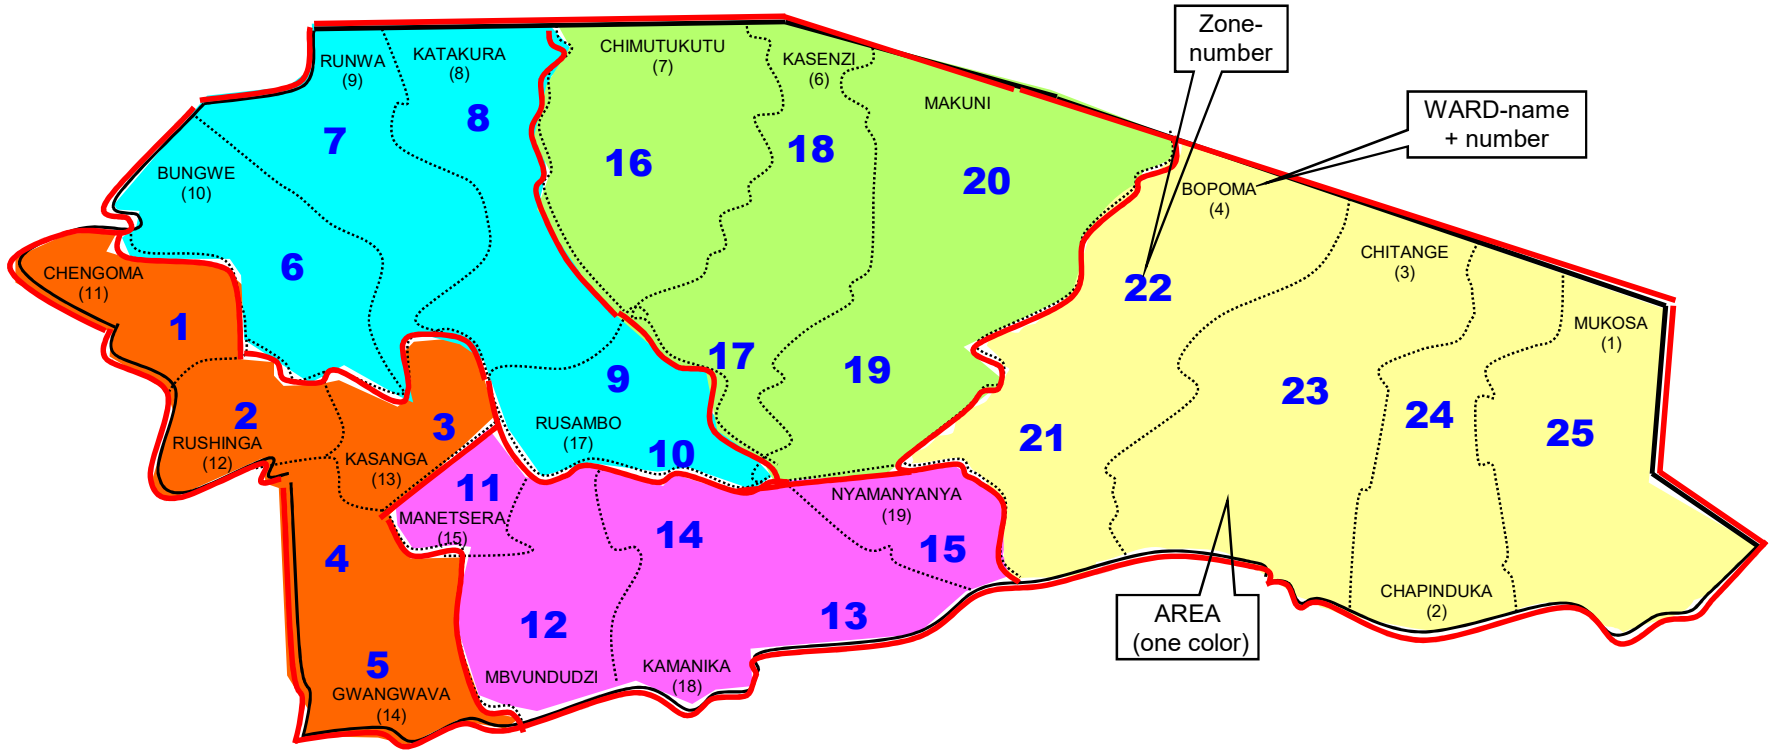 Zone-
number
CHIMUTUKUTU
(7)
KATAKURA
(8)
RUNWA
(9)
KASENZI
(6)
MAKUNI
WARD-name
+ number
8
7
16
18
20
BUNGWE
(10)
BOPOMA
(4)
6
CHENGOMA
(11)
22
CHITANGE
(3)
1
MUKOSA
(1)
17
19
9
23
2
3
RUSHINGA
(12)
RUSAMBO
(17)
10
21
24
25
KASANGA
(13)
11
MANETSERA
(15)
NYAMANYANYA
(19)
14
15
4
12
13
CHAPINDUKA
(2)
AREA
(one color)
5
GWANGWAVA
(14)
MBVUNDUDZI
KAMANIKA
(18)